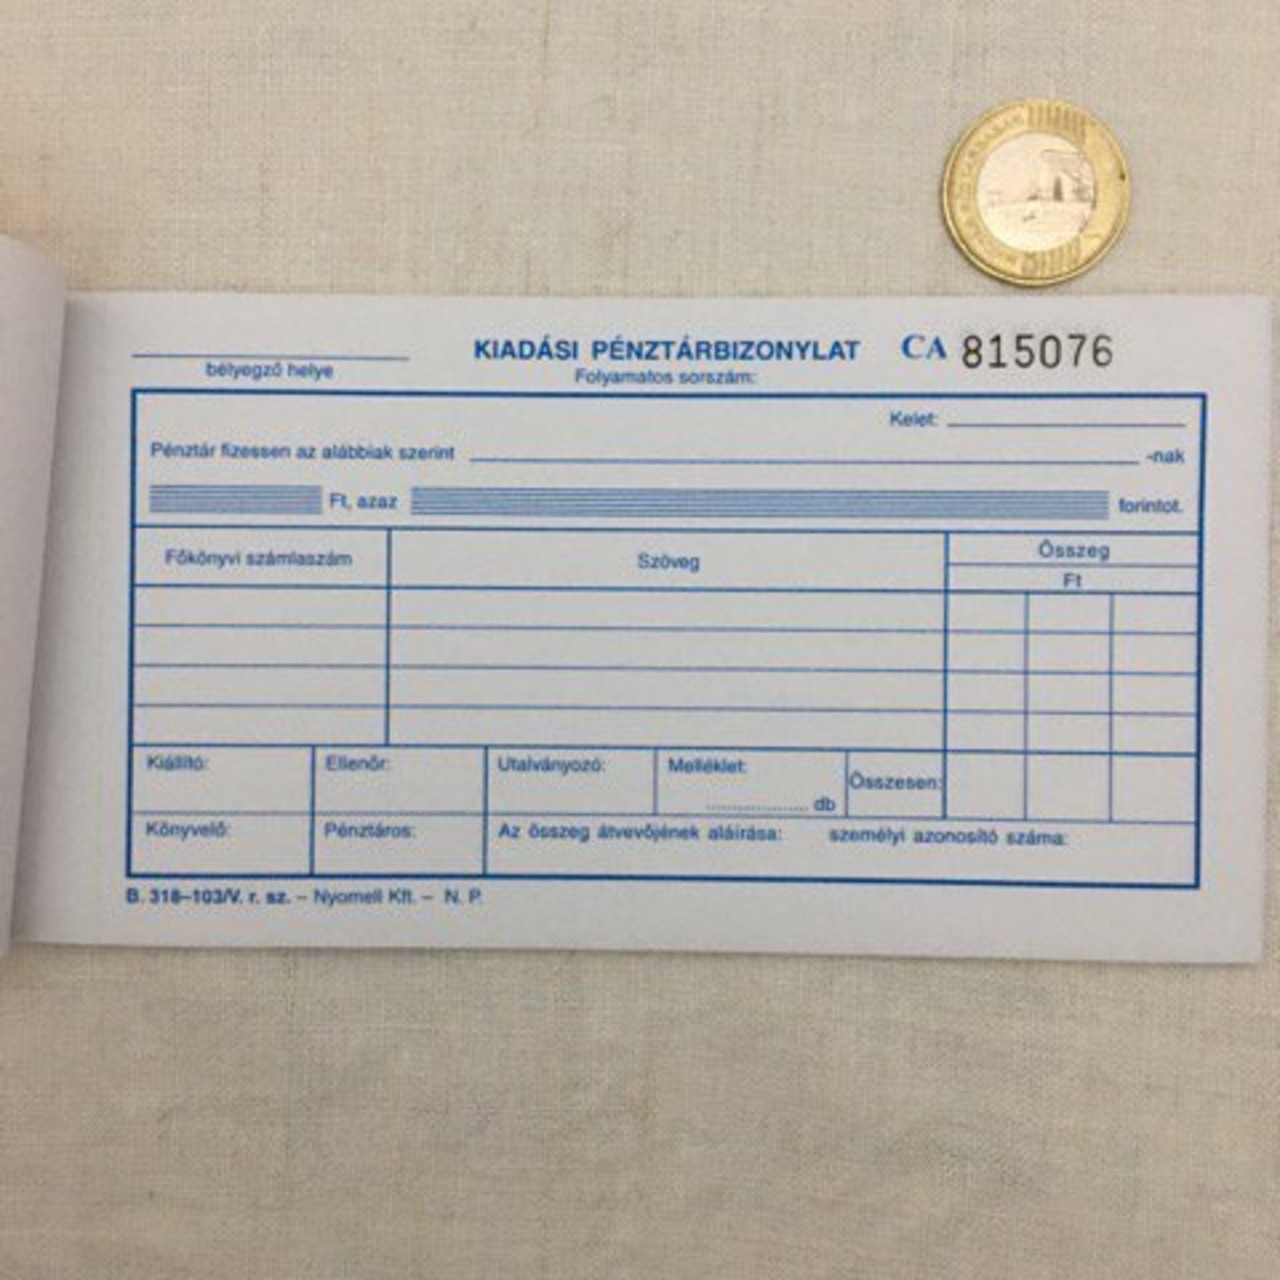 KIADÁSI PÉNZTÁRBIZONYLAT CA 815076
bélyegző helye
Folyamatos sorszám:
Kelet:
Pénztár fizessen az alábbiak szerint -nak
Ft, azaz forintot.
Főkönyvi számlaszám Szöveg Összeg
Ft
Kiállító: Ellenőr: Utalványozó: Melléklet: Összesen:
.................... db
Könyvelő: Pénztáros: Az összeg átvevőjének aláírása: személyi azonosító száma:
B. 318–103/V. r. sz. – Nyomell Kft. – N. P.